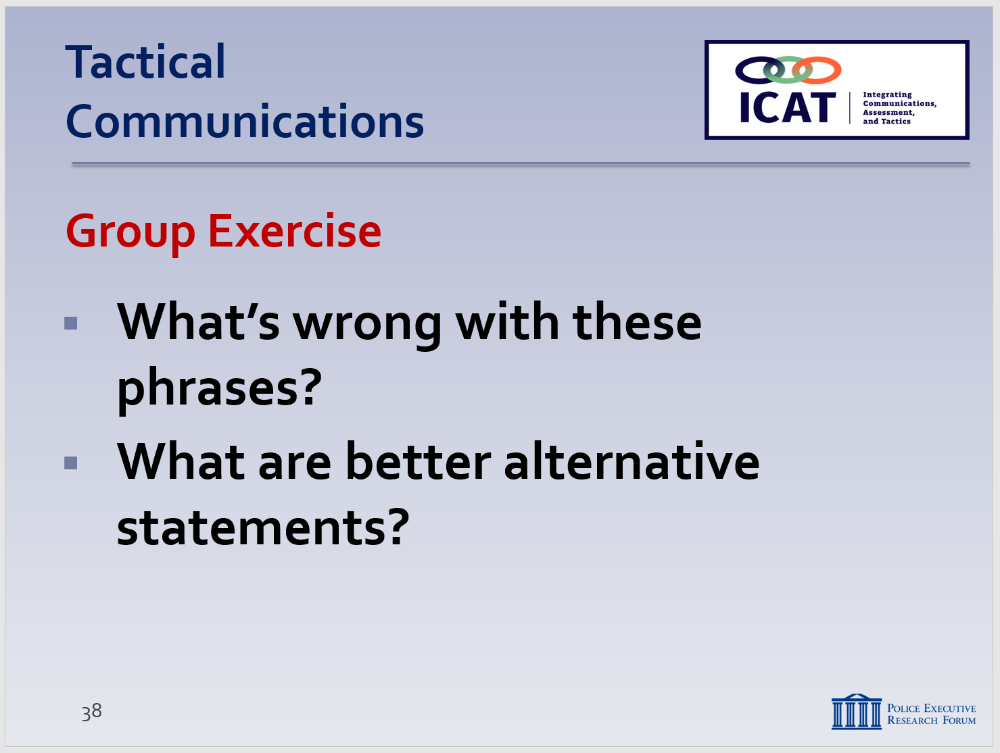 Tactical
Communications
ICAT
Integrating
Communications,
Assessment,
and Tactics
Group Exercise
▪ What’s wrong with these
phrases?
▪ What are better alternative
statements?
38
POLICE EXECUTIVE
RESEARCH FORUM